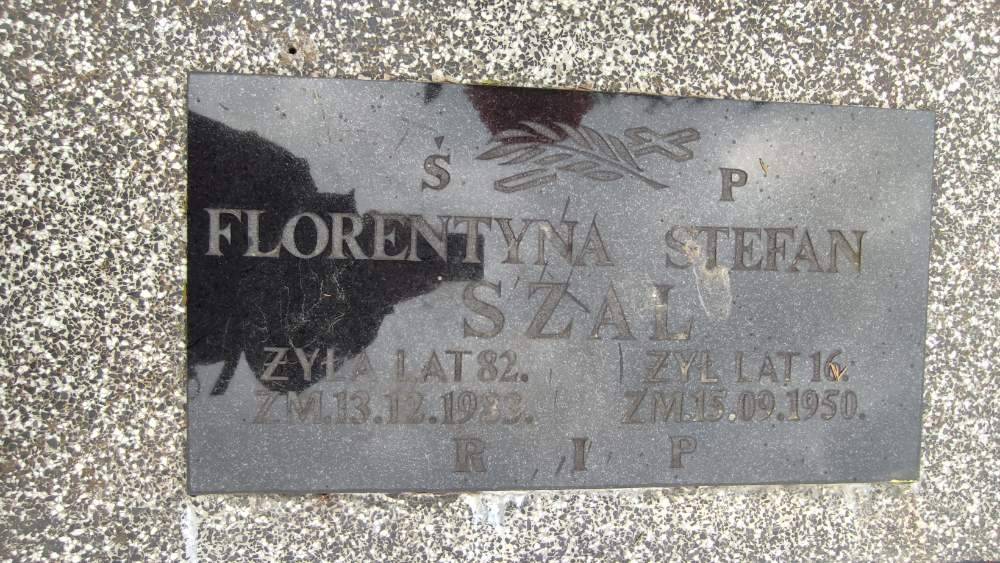 Ś P
FLORENTYNA STEFAN
SZAL
ŻYŁA LAT 82. ŻYŁ LAT 16.
ZM.13.12.1983. ZM.15.09.1950.
R I P